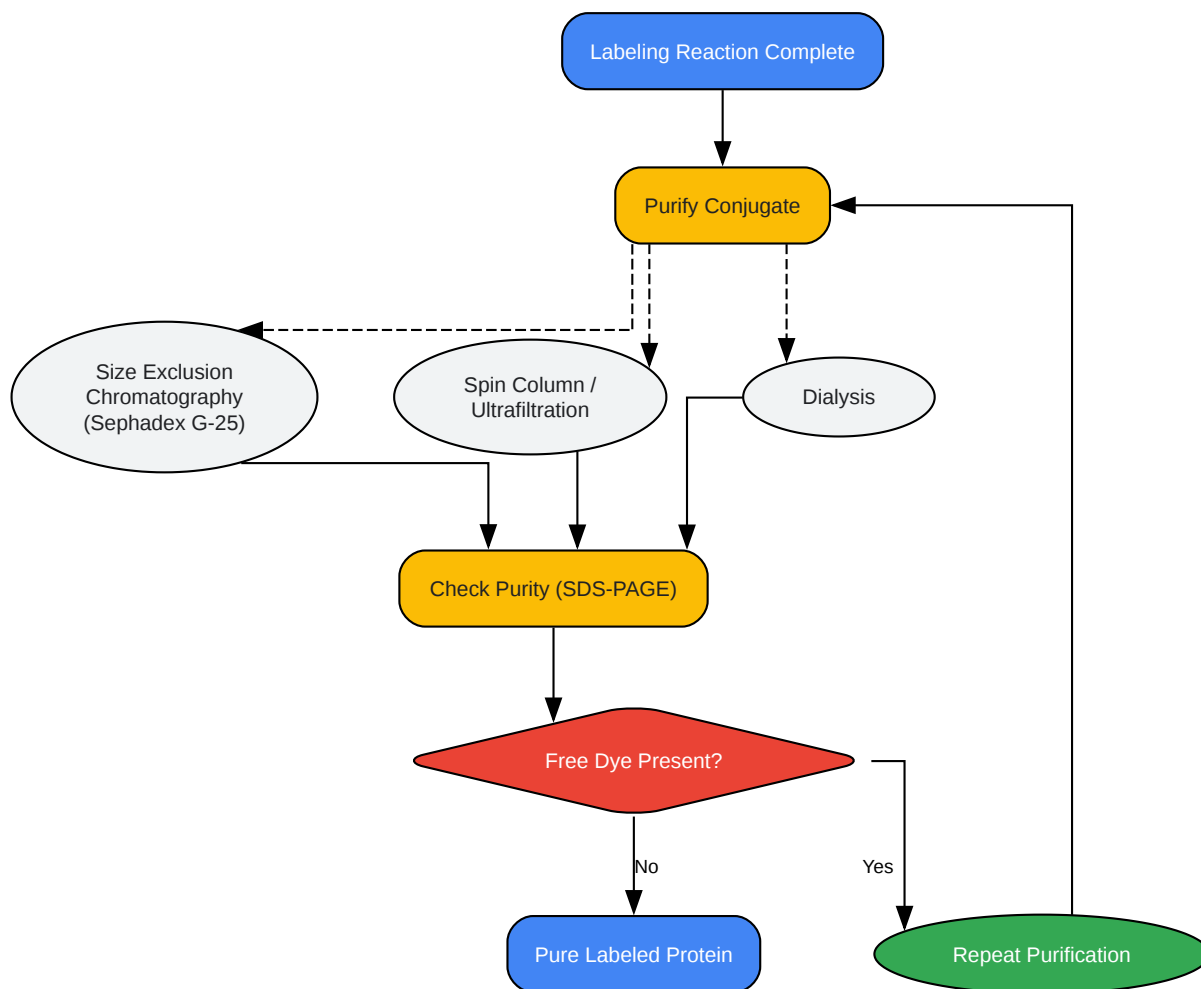 Labeling Reaction Complete
Purify Conjugate
Size Exclusion
Chromatography
(Sephadex G-25)
Spin Column /
Ultrafiltration
Dialysis
Check Purity (SDS-PAGE)
Free Dye Present?
No
Yes
Pure Labeled Protein
Repeat Purification